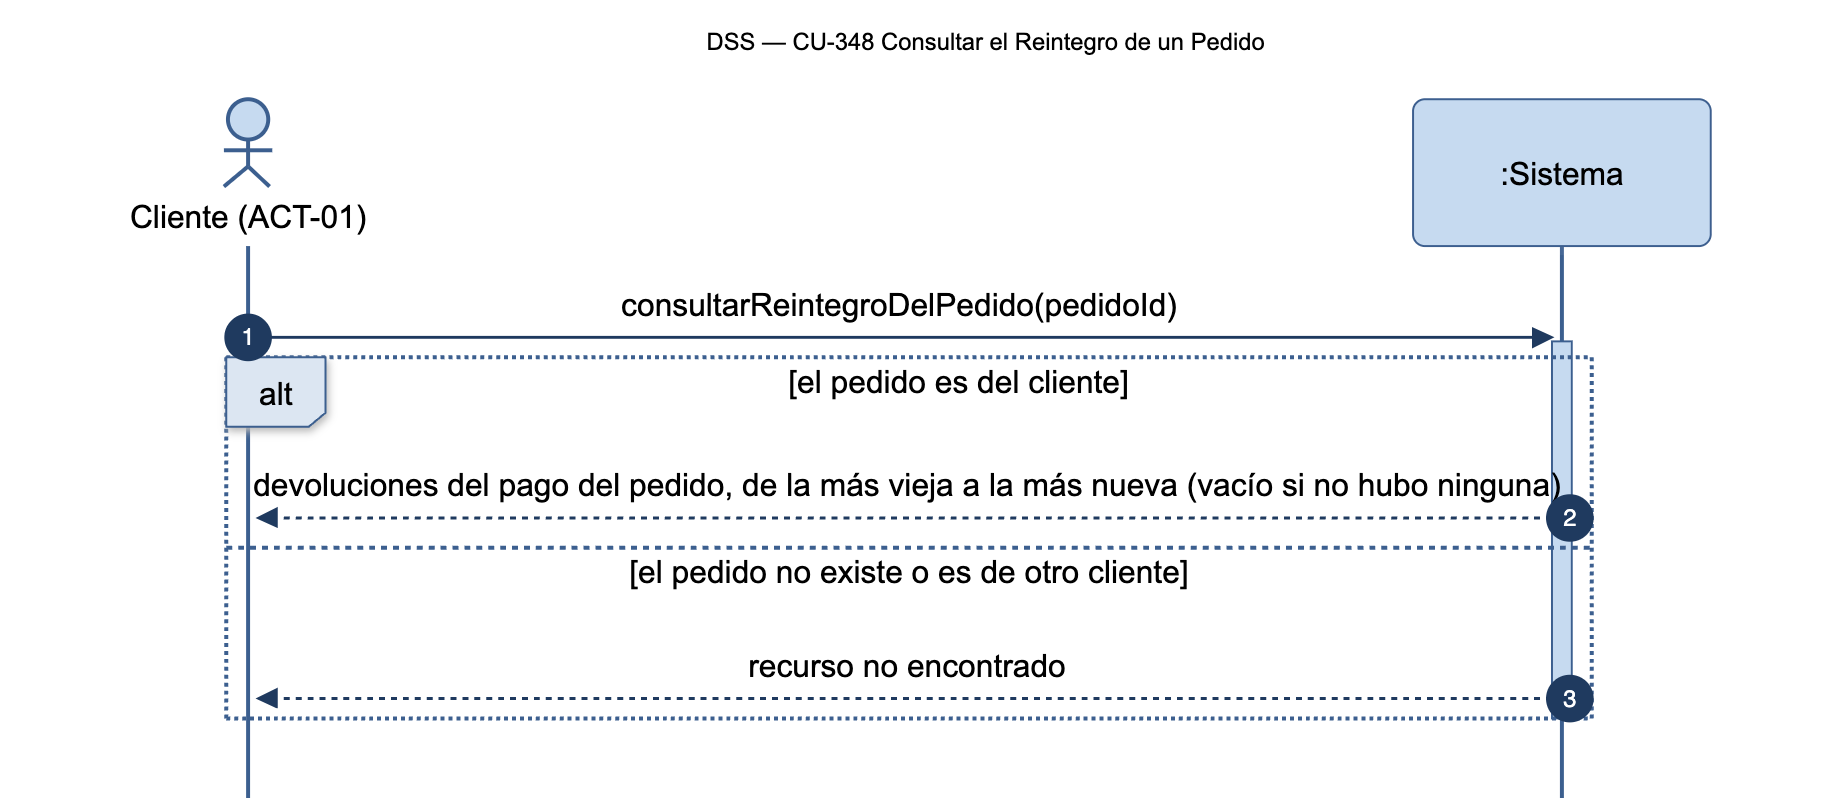 DSS — CU-348 Consultar el Reintegro de un Pedido
Cliente (ACT-01)
:Sistema
consultarReintegroDelPedido(pedidoId)
1
alt
[el pedido es del cliente]
devoluciones del pago del pedido, de la más vieja a la más nueva (vacío si no hubo ninguna)
2
[el pedido no existe o es de otro cliente]
recurso no encontrado
3